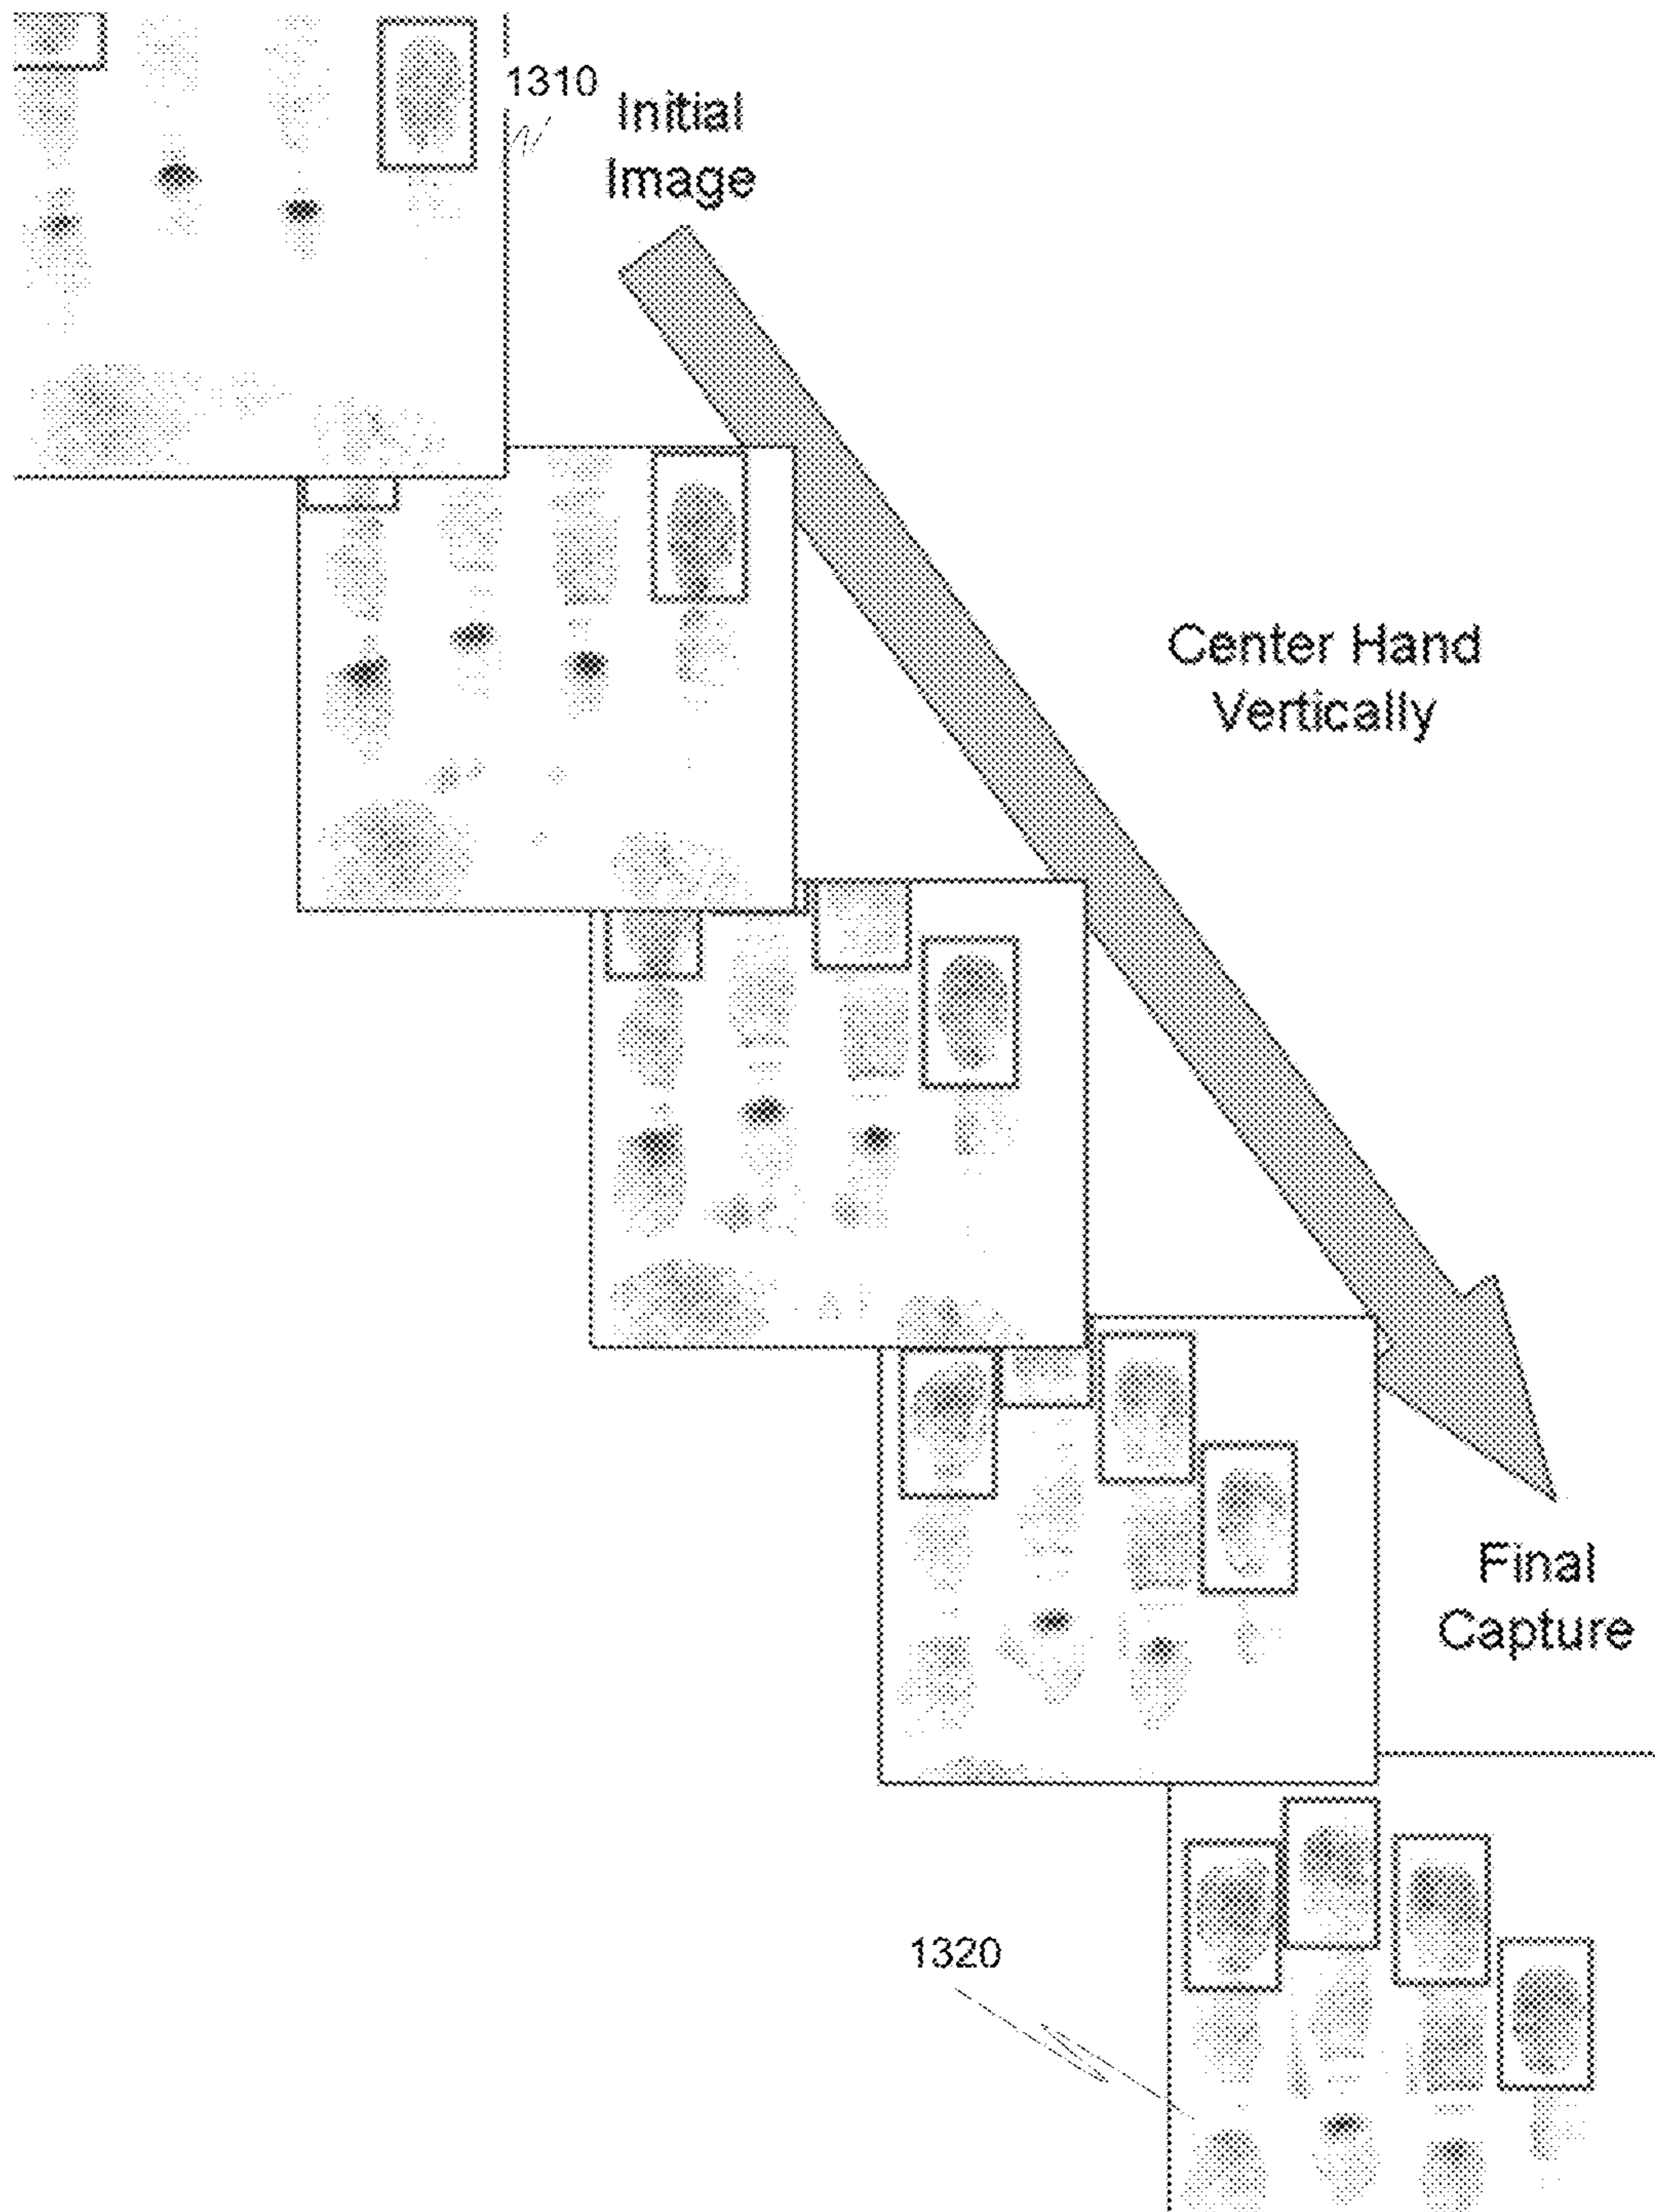 1310
Initial
Image
Center Hand
Vertically
Final
Capture
1320